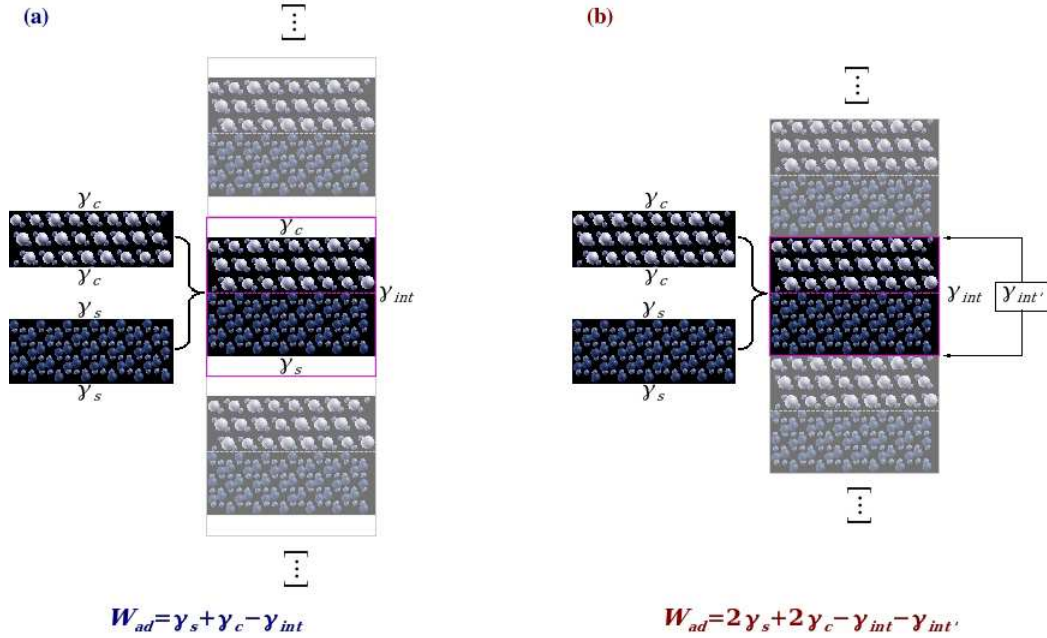 (a)
[⋮]
γc
γc
γs
γs
γc
γint
γs
[⋮]
Wad=γs+γc−γint
(b)
[⋮]
γc
γc
γs
γs
γint
γint'
[⋮]
Wad=2γs+2γc−γint−γint'